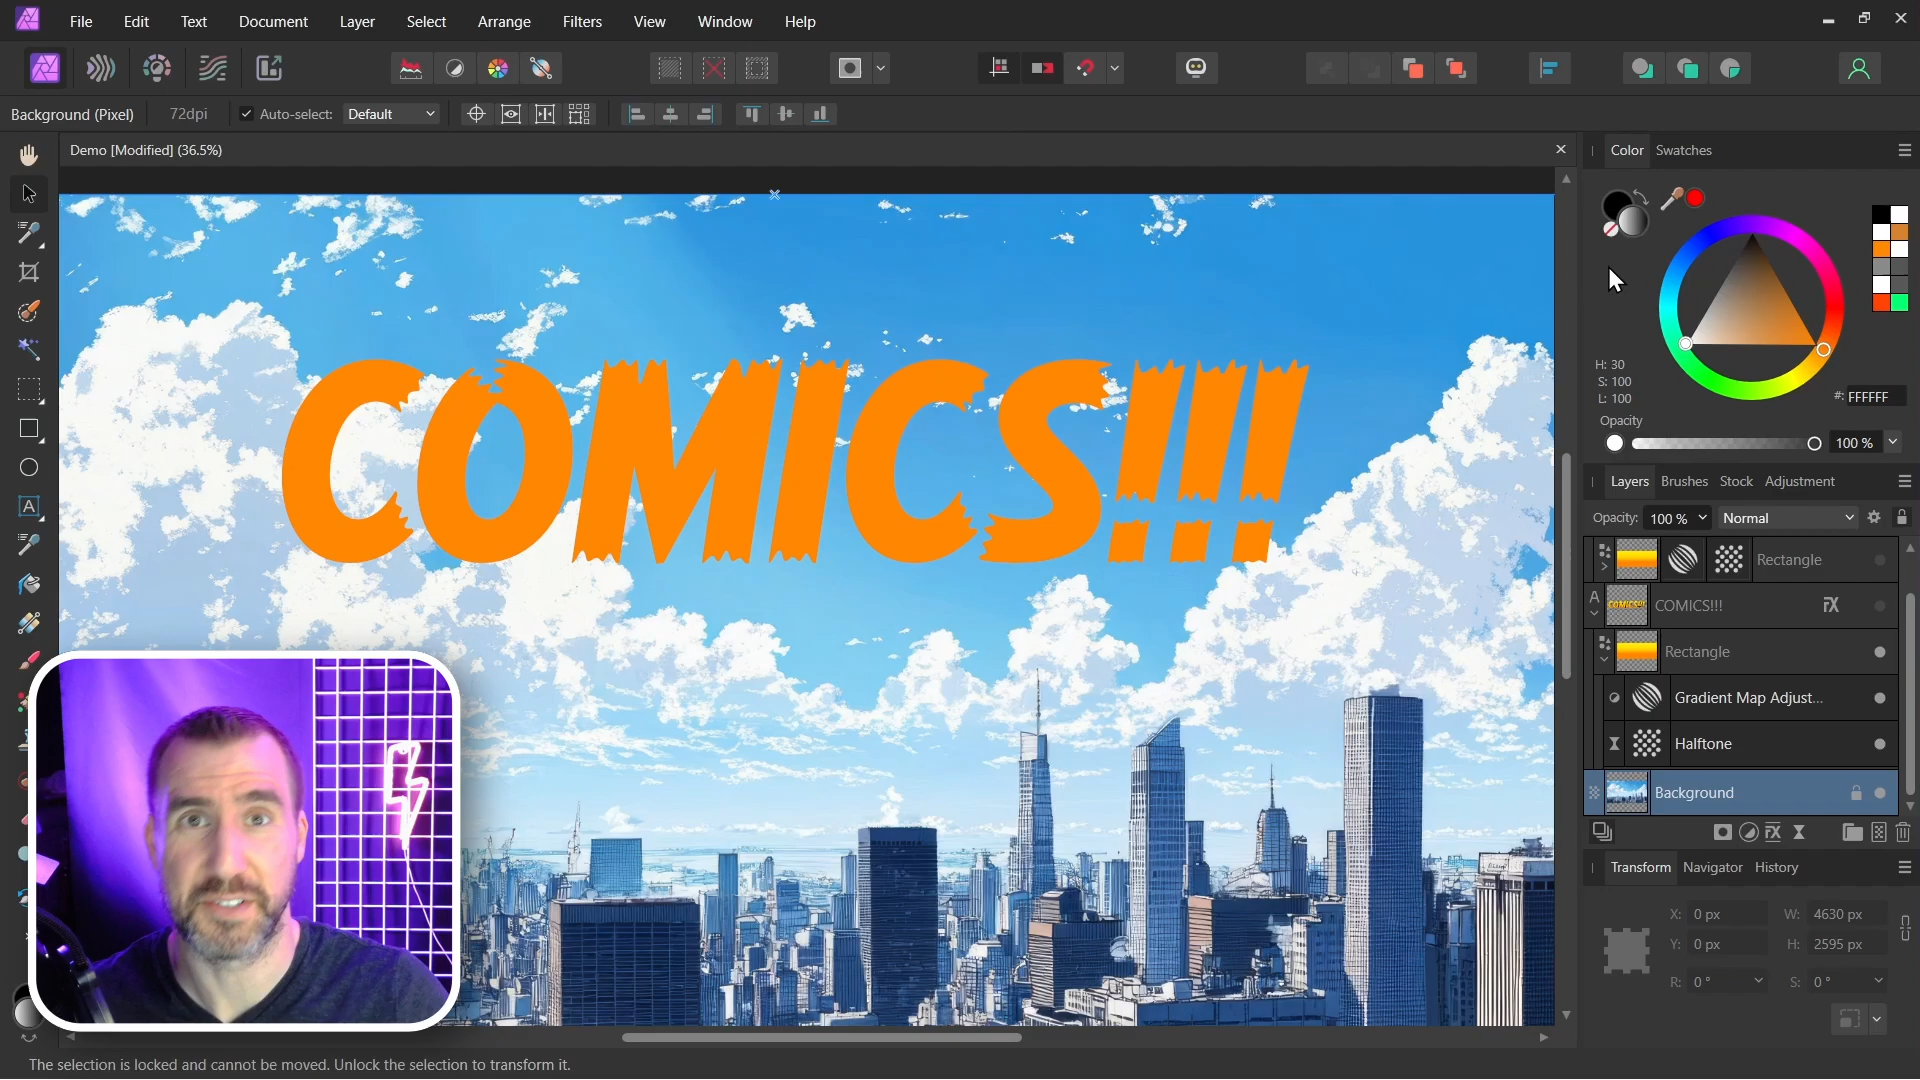 File Edit Text Document Layer Select Arrange Filters View Window Help
Background (Pixel) 72dpi Auto-select: Default
Demo [Modified] (36.5%)
COMICS!!!
Color Swatches
H: 30
S: 100
L: 100
#: FFFFFF
Opacity
100 %
Layers Brushes Stock Adjustment
Opacity: 100 % Normal
Rectangle
A COMICS!!! COMICS!!! FX
Rectangle
Gradient Map Adjust...
Halftone
Background
FX
Transform Navigator History
X: 0 px W: 4630 px
Y: 0 px H: 2595 px
R: 0 ° S: 0 °
The selection is locked and cannot be moved. Unlock the selection to transform it.